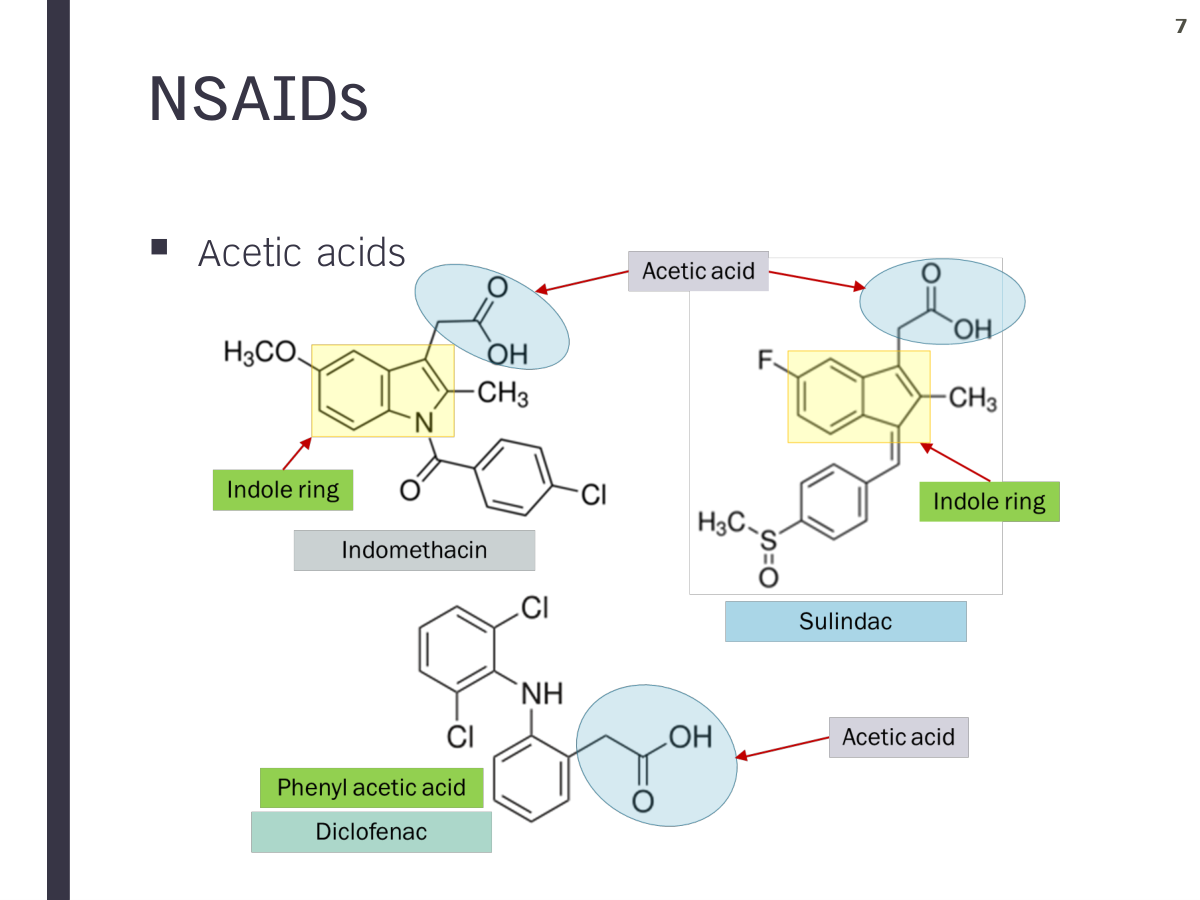 7
NSAIDs
▪ Acetic acids
Acetic acid
O
OH
H₃CO
CH₃
N
O
Cl
Indole ring
Indomethacin
O
OH
F
CH₃
H₃C
S
O
Indole ring
Sulindac
Cl
NH
Cl
OH
O
Acetic acid
Phenyl acetic acid
Diclofenac